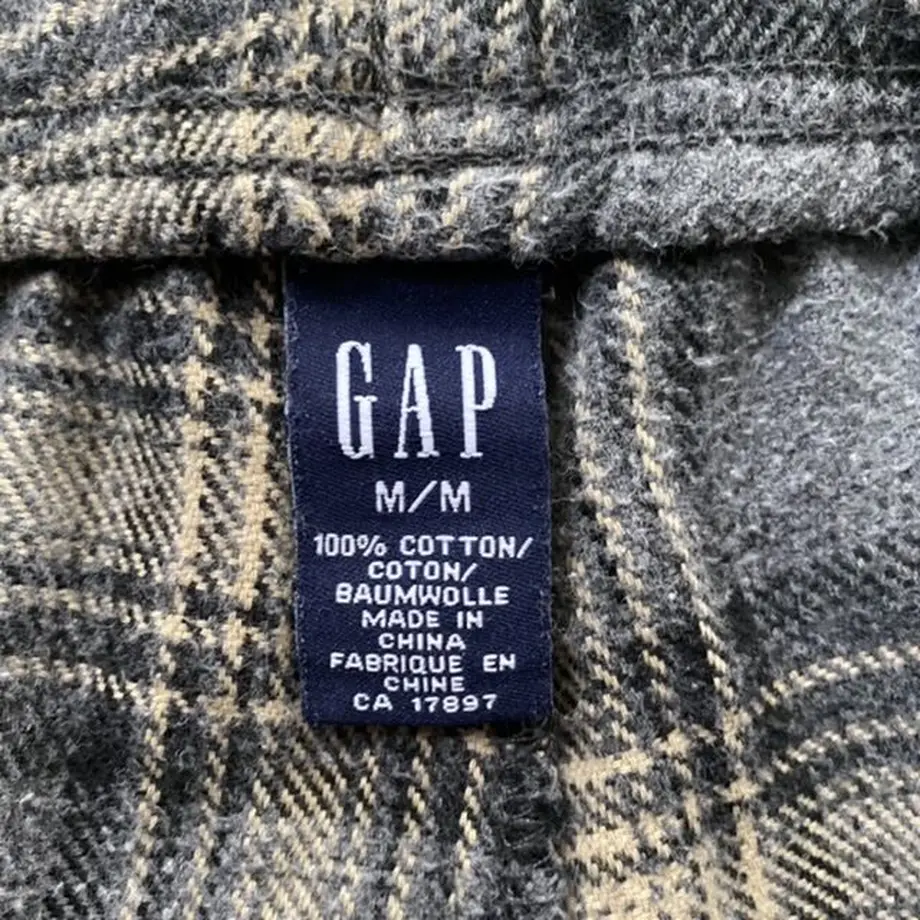 GAP
M/M
100% COTTON/
COTON/
BAUMWOLLE
MADE IN
CHINA
FABRIQUE EN
CHINE
CA 17897